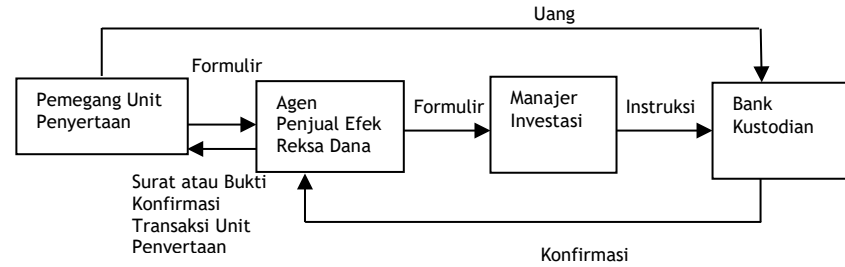 Uang
Formulir
Pemegang Unit
Penyertaan
Agen
Penjual Efek
Reksa Dana
Formulir
Manajer
Investasi
Instruksi
Bank
Kustodian
Surat atau Bukti
Konfirmasi
Transaksi Unit
Penyertaan
Konfirmasi